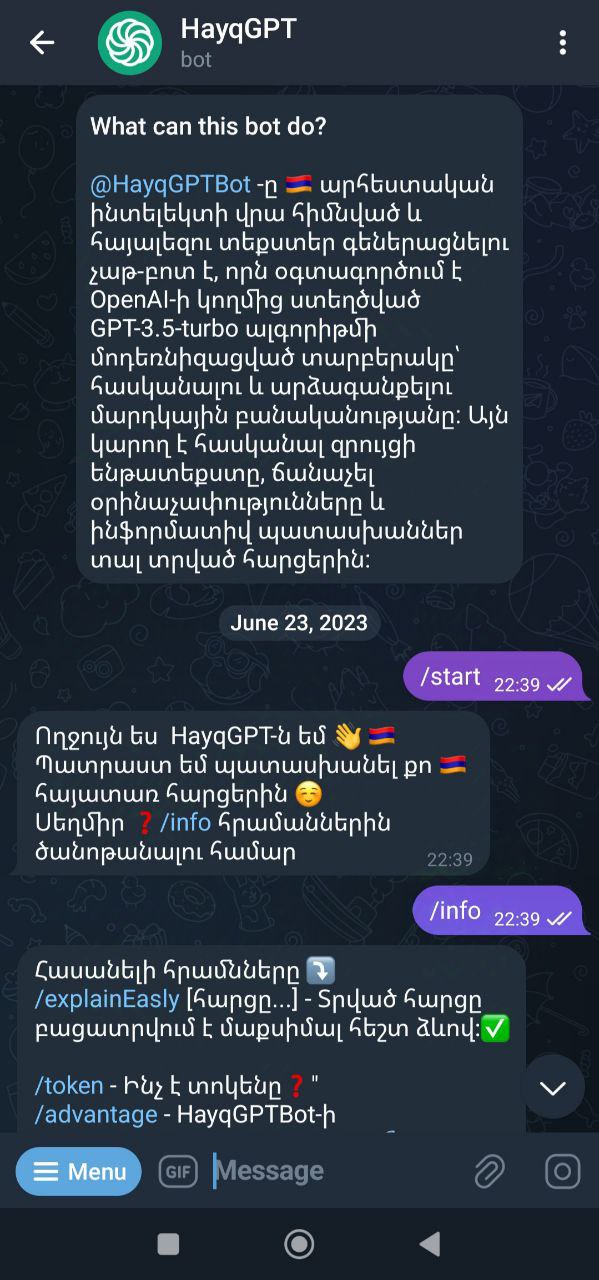 HayqGPT
bot
What can this bot do?
@HayqGPTBot -ը 🇦🇲 արհեստական
ինտելեկտի վրա հիմնված և
հայալեզու տեքստեր գեներացնելու
չաթ-բոտ է, որն օգտագործում է
OpenAI-ի կողմից ստեղծված
GPT-3.5-turbo ալգորիթմի
մոդեռնիզացված տարբերակը՝
հասկանալու և արձագանքելու
մարդկային բանականությանը: Այն
կարող է հասկանալ զրույցի
ենթատեքստը, ճանաչել
օրինաչափությունները և
ինֆորմատիվ պատասխաններ
տալ տրված հարցերին:
June 23, 2023
/start 22:39
Ողջույն ես  HayqGPT-ն եմ 👋 🇦🇲
Պատրաստ եմ պատասխանել քո 🇦🇲
հայատառ հարցերին ☺️
Սեղմիր ❓/info հրամաններին
ծանոթանալու համար
22:39
/info 22:39
Հասանելի հրամնները ⤵️
/explainEasly [հարցը...] - Տրված հարցը
բացատրվում է մաքսիմալ հեշտ ձևով:✅
/token - Ինչ է տոկենը❓"
/advantage - HayqGPTBot-ի
Menu
GIF
Message